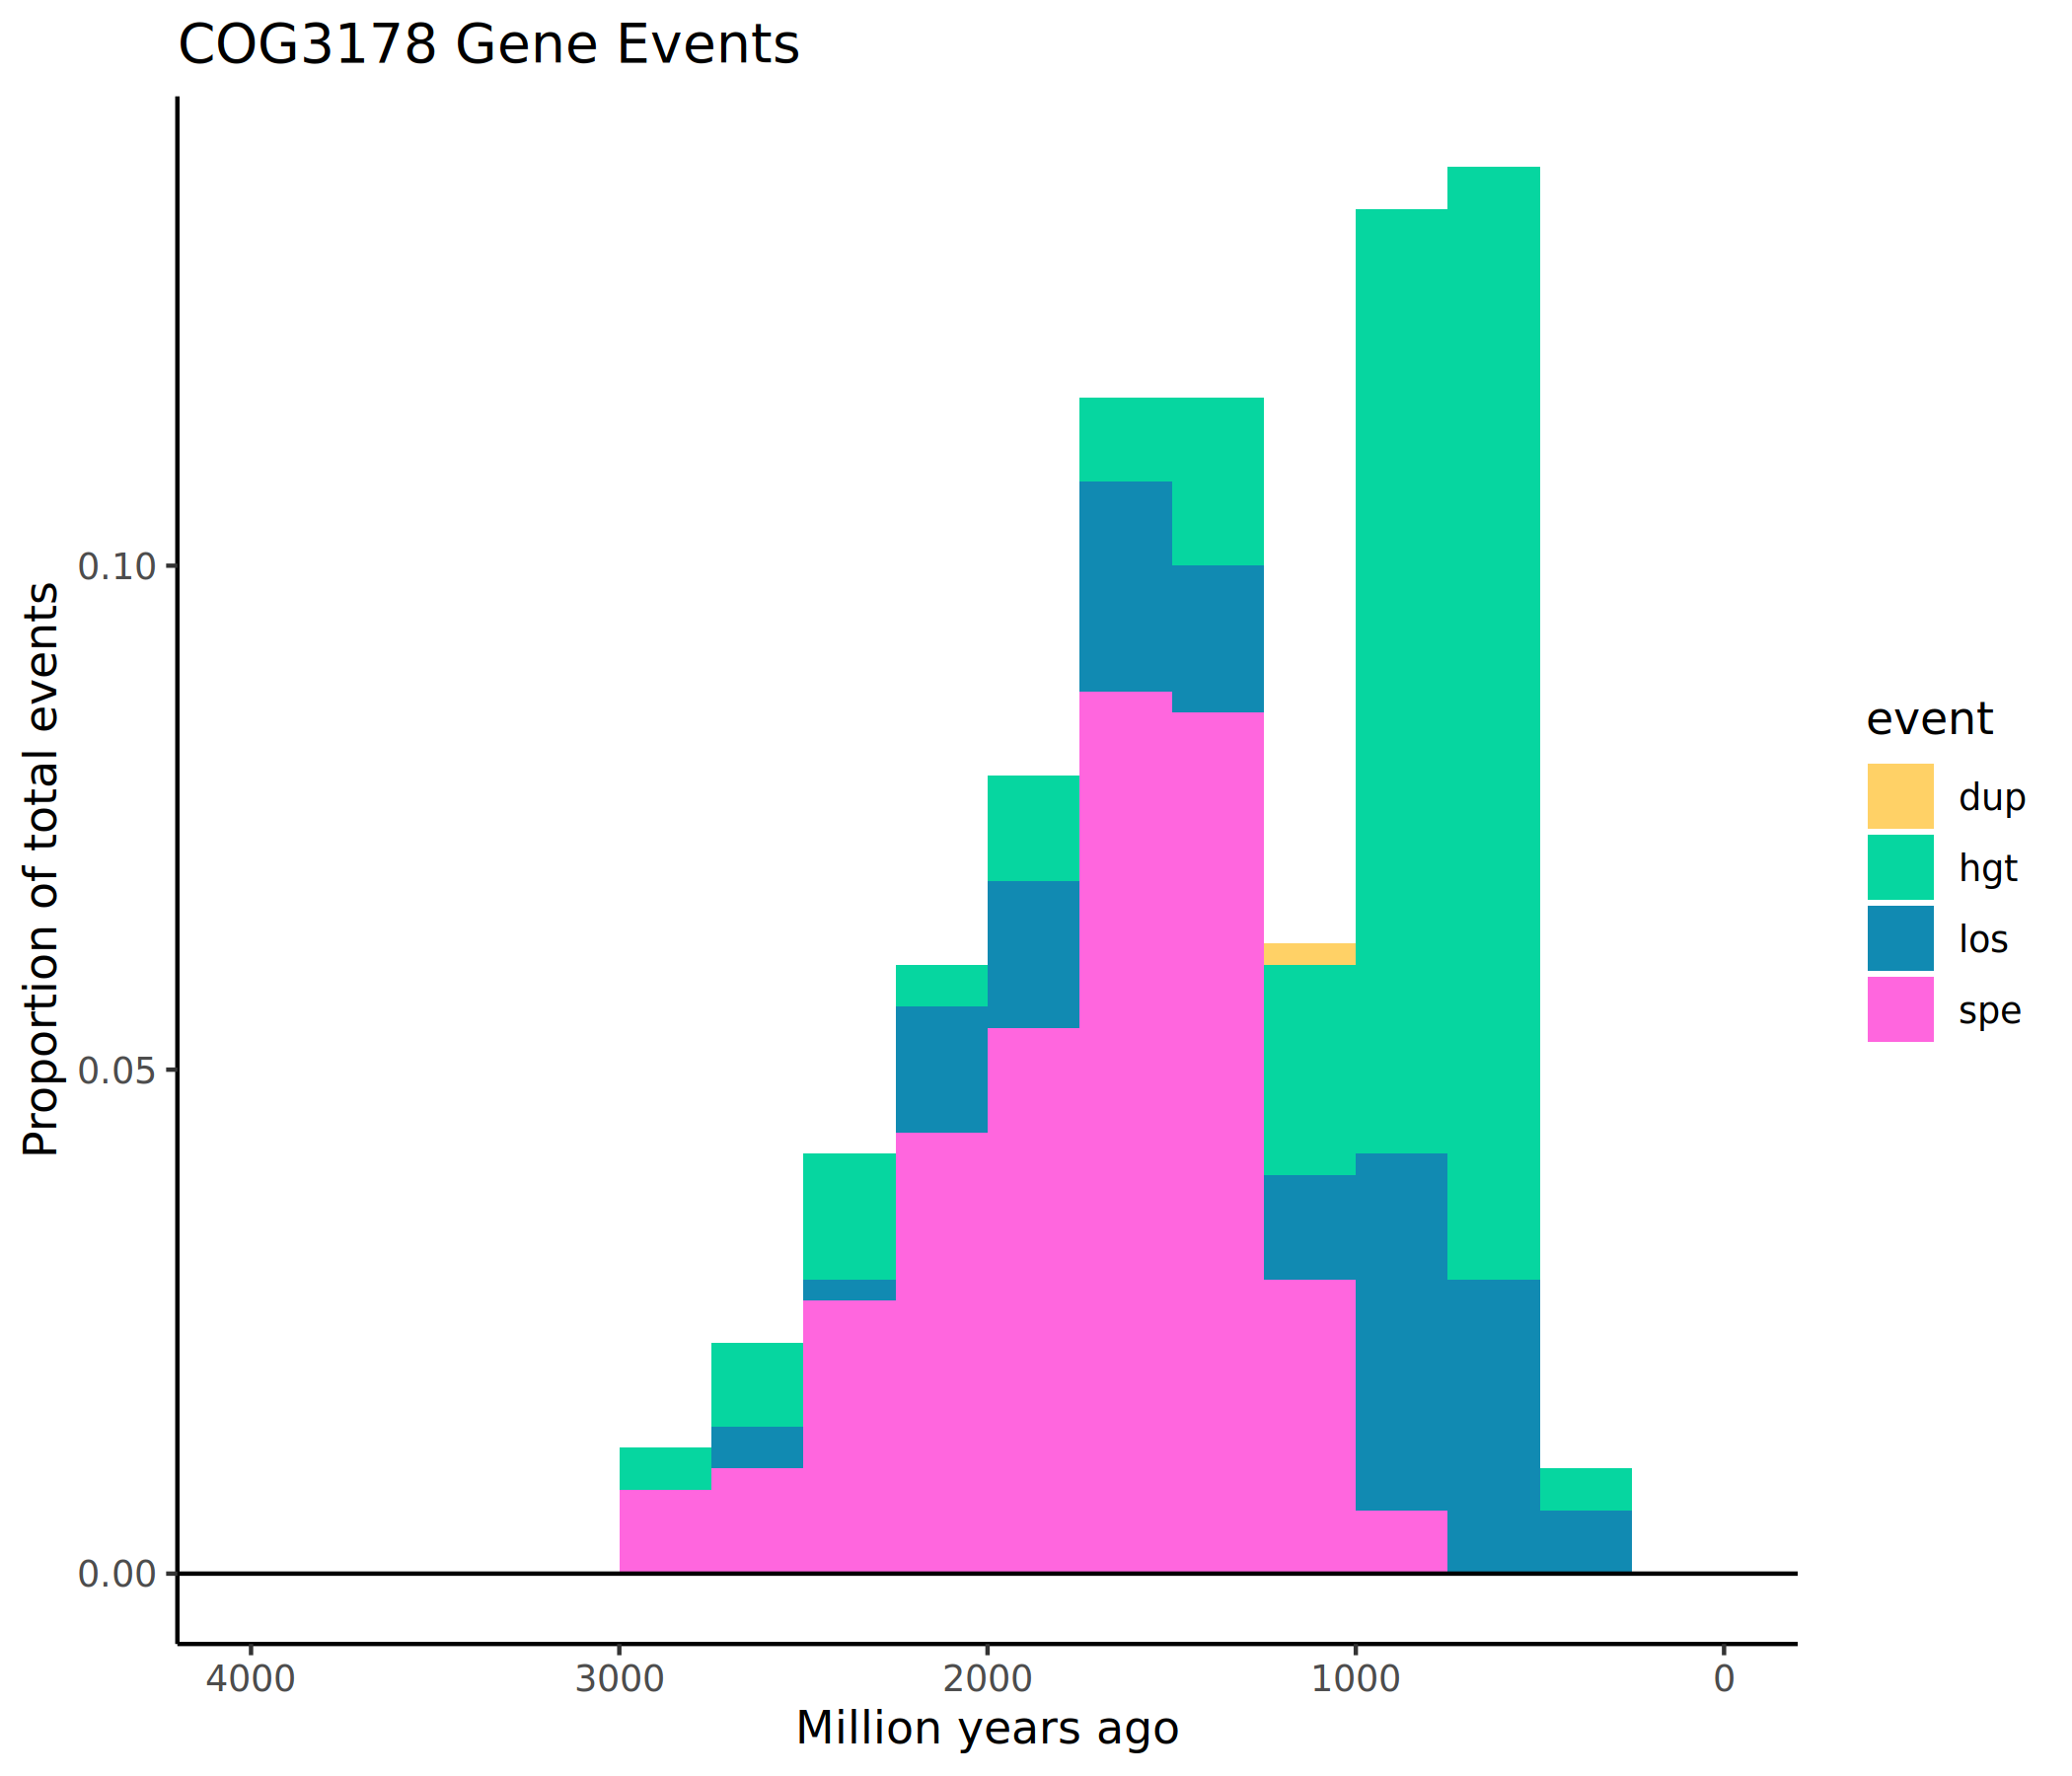 COG3178 Gene Events
Proportion of total events
0.10
0.05
0.00
4000 3000 2000 1000 0
Million years ago
event
dup
hgt
los
spe